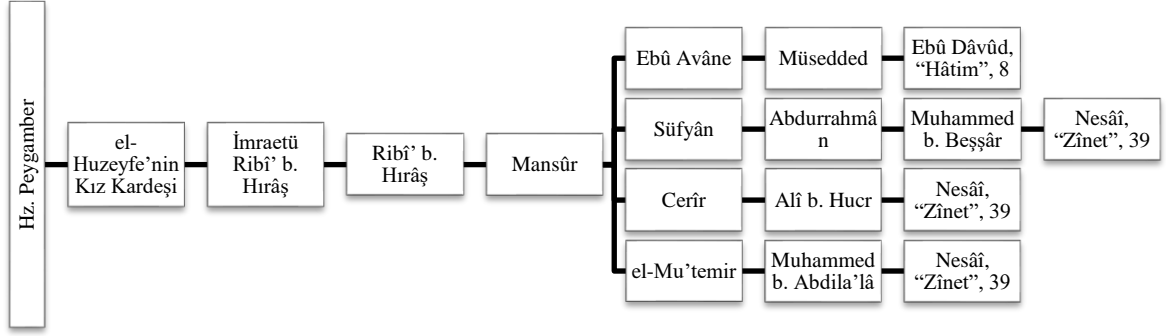 Hz. Peygamber
el-
Huzeyfe’nin
Kız Kardeşi
İmraetü
Ribî’ b.
Hırâş
Ribî’ b.
Hırâş
Mansûr
Ebû Avâne
Müsedded
Ebû Dâvûd,
“Hâtim”, 8
Süfyân
Abdurrahmâ
n
Muhammed
b. Beşşâr
Nesâî,
“Zînet”, 39
Cerîr
Alî b. Hucr
Nesâî,
“Zînet”, 39
el-Mu’temir
Muhammed
b. Abdila’lâ
Nesâî,
“Zînet”, 39